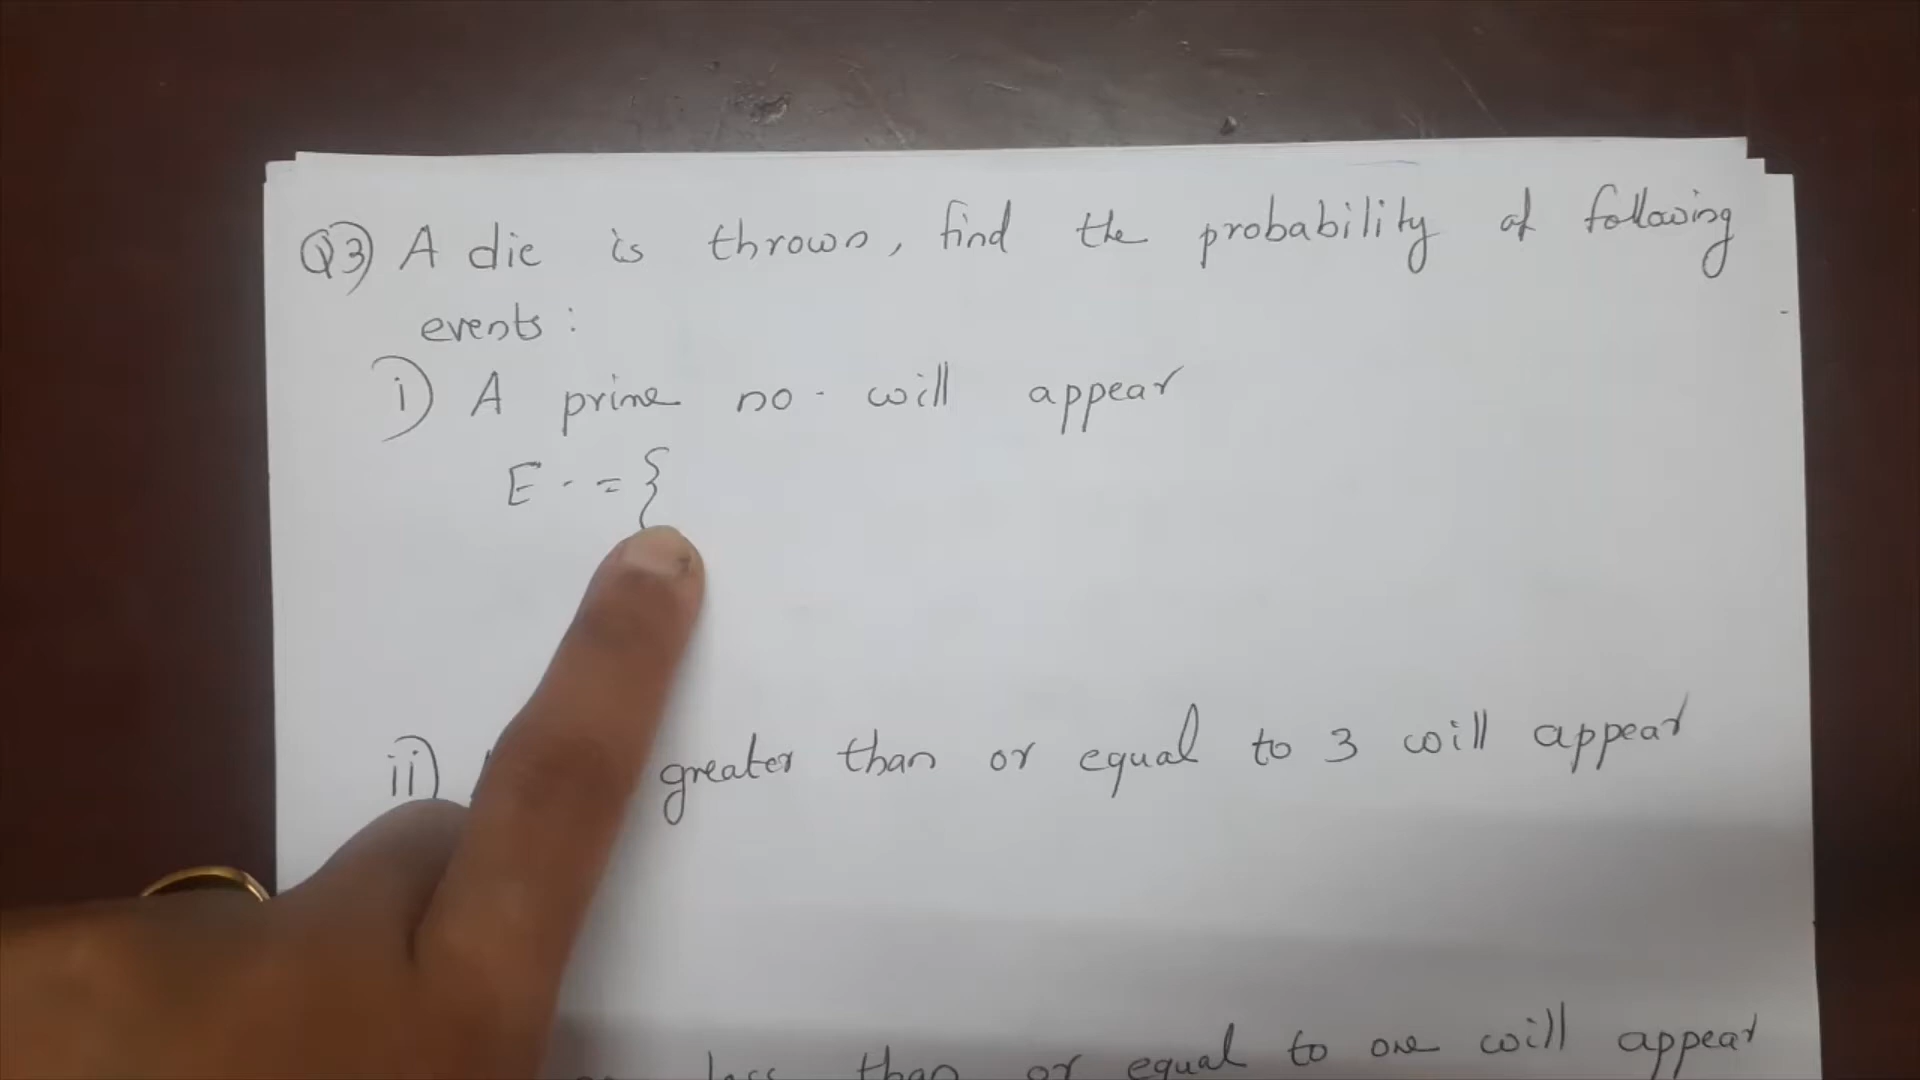 Q3) A die is thrown, find the probability of following
events :
i) A prime no. will appear
E = {
ii) greater than or equal to 3 will appear
less than or equal to one will appear